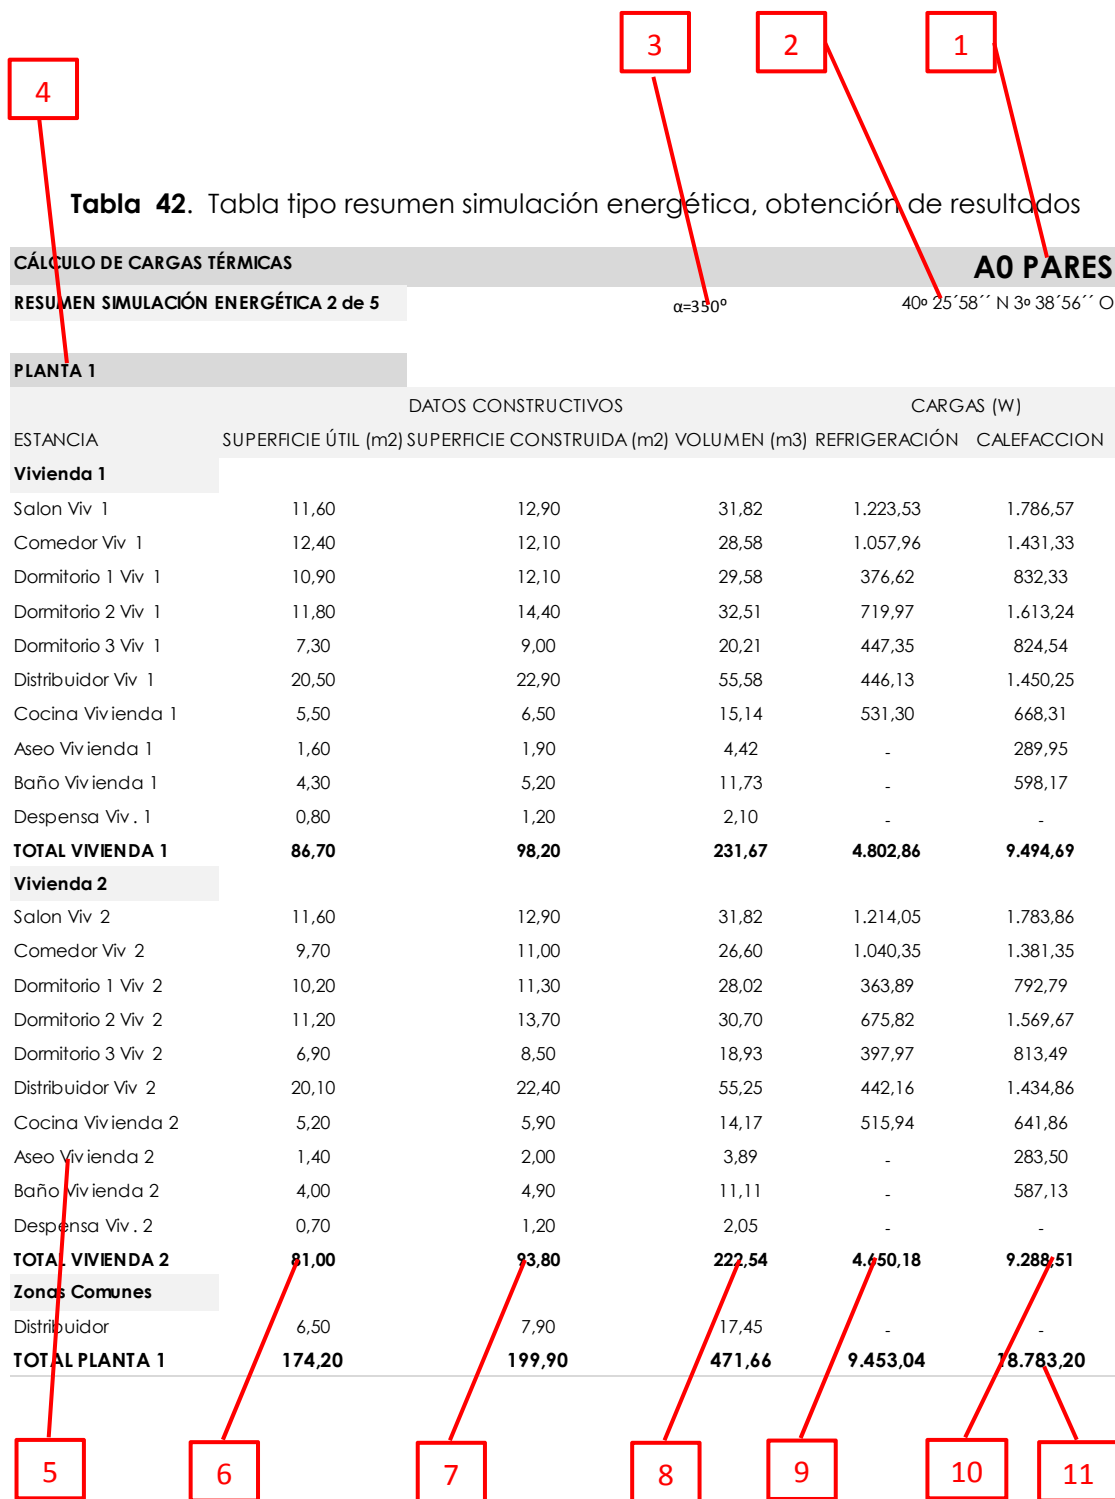 3 2 1
4
Tabla 42. Tabla tipo resumen simulación energética, obtención de resultados
CÁLCULO DE CARGAS TÉRMICAS A0 PARES
RESUMEN SIMULACIÓN ENERGÉTICA 2 de 5 α=350º 40º 25´58´´ N 3º 38´56´´ O
PLANTA 1
DATOS CONSTRUCTIVOS CARGAS (W)
ESTANCIA SUPERFICIE ÚTIL (m2) SUPERFICIE CONSTRUIDA (m2) VOLUMEN (m3) REFRIGERACIÓN CALEFACCION
Vivienda 1
Salon Viv 1 11,60 12,90 31,82 1.223,53 1.786,57
Comedor Viv 1 12,40 12,10 28,58 1.057,96 1.431,33
Dormitorio 1 Viv 1 10,90 12,10 29,58 376,62 832,33
Dormitorio 2 Viv 1 11,80 14,40 32,51 719,97 1.613,24
Dormitorio 3 Viv 1 7,30 9,00 20,21 447,35 824,54
Distribuidor Viv 1 20,50 22,90 55,58 446,13 1.450,25
Cocina Vivienda 1 5,50 6,50 15,14 531,30 668,31
Aseo Vivienda 1 1,60 1,90 4,42 - 289,95
Baño Vivienda 1 4,30 5,20 11,73 - 598,17
Despensa Viv. 1 0,80 1,20 2,10 - -
TOTAL VIVIENDA 1 86,70 98,20 231,67 4.802,86 9.494,69
Vivienda 2
Salon Viv 2 11,60 12,90 31,82 1.214,05 1.783,86
Comedor Viv 2 9,70 11,00 26,60 1.040,35 1.381,35
Dormitorio 1 Viv 2 10,20 11,30 28,02 363,89 792,79
Dormitorio 2 Viv 2 11,20 13,70 30,70 675,82 1.569,67
Dormitorio 3 Viv 2 6,90 8,50 18,93 397,97 813,49
Distribuidor Viv 2 20,10 22,40 55,25 442,16 1.434,86
Cocina Vivienda 2 5,20 5,90 14,17 515,94 641,86
Aseo Vivienda 2 1,40 2,00 3,89 - 283,50
Baño Vivienda 2 4,00 4,90 11,11 - 587,13
Despensa Viv. 2 0,70 1,20 2,05 - -
TOTAL VIVIENDA 2 81,00 93,80 222,54 4.650,18 9.288,51
Zonas Comunes
Distribuidor 6,50 7,90 17,45 - -
TOTAL PLANTA 1 174,20 199,90 471,66 9.453,04 18.783,20
5 6 7 8 9 10 11